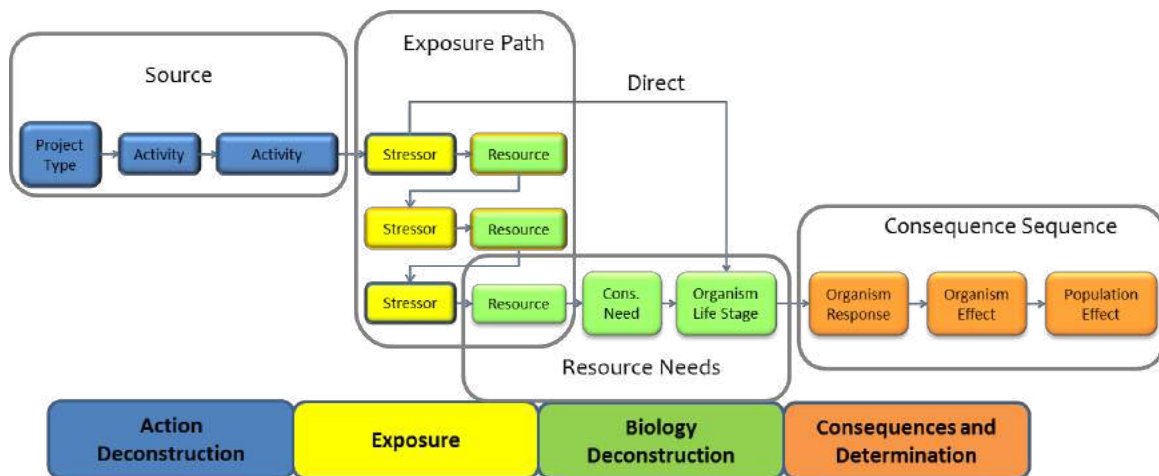 Source
Project
Type
Activity
Activity
Exposure Path
Direct
Stressor
Resource
Stressor
Resource
Stressor
Resource
Cons.
Need
Organism
Life Stage
Resource Needs
Consequence Sequence
Organism
Response
Organism
Effect
Population
Effect
Action
Deconstruction
Exposure
Biology
Deconstruction
Consequences and
Determination